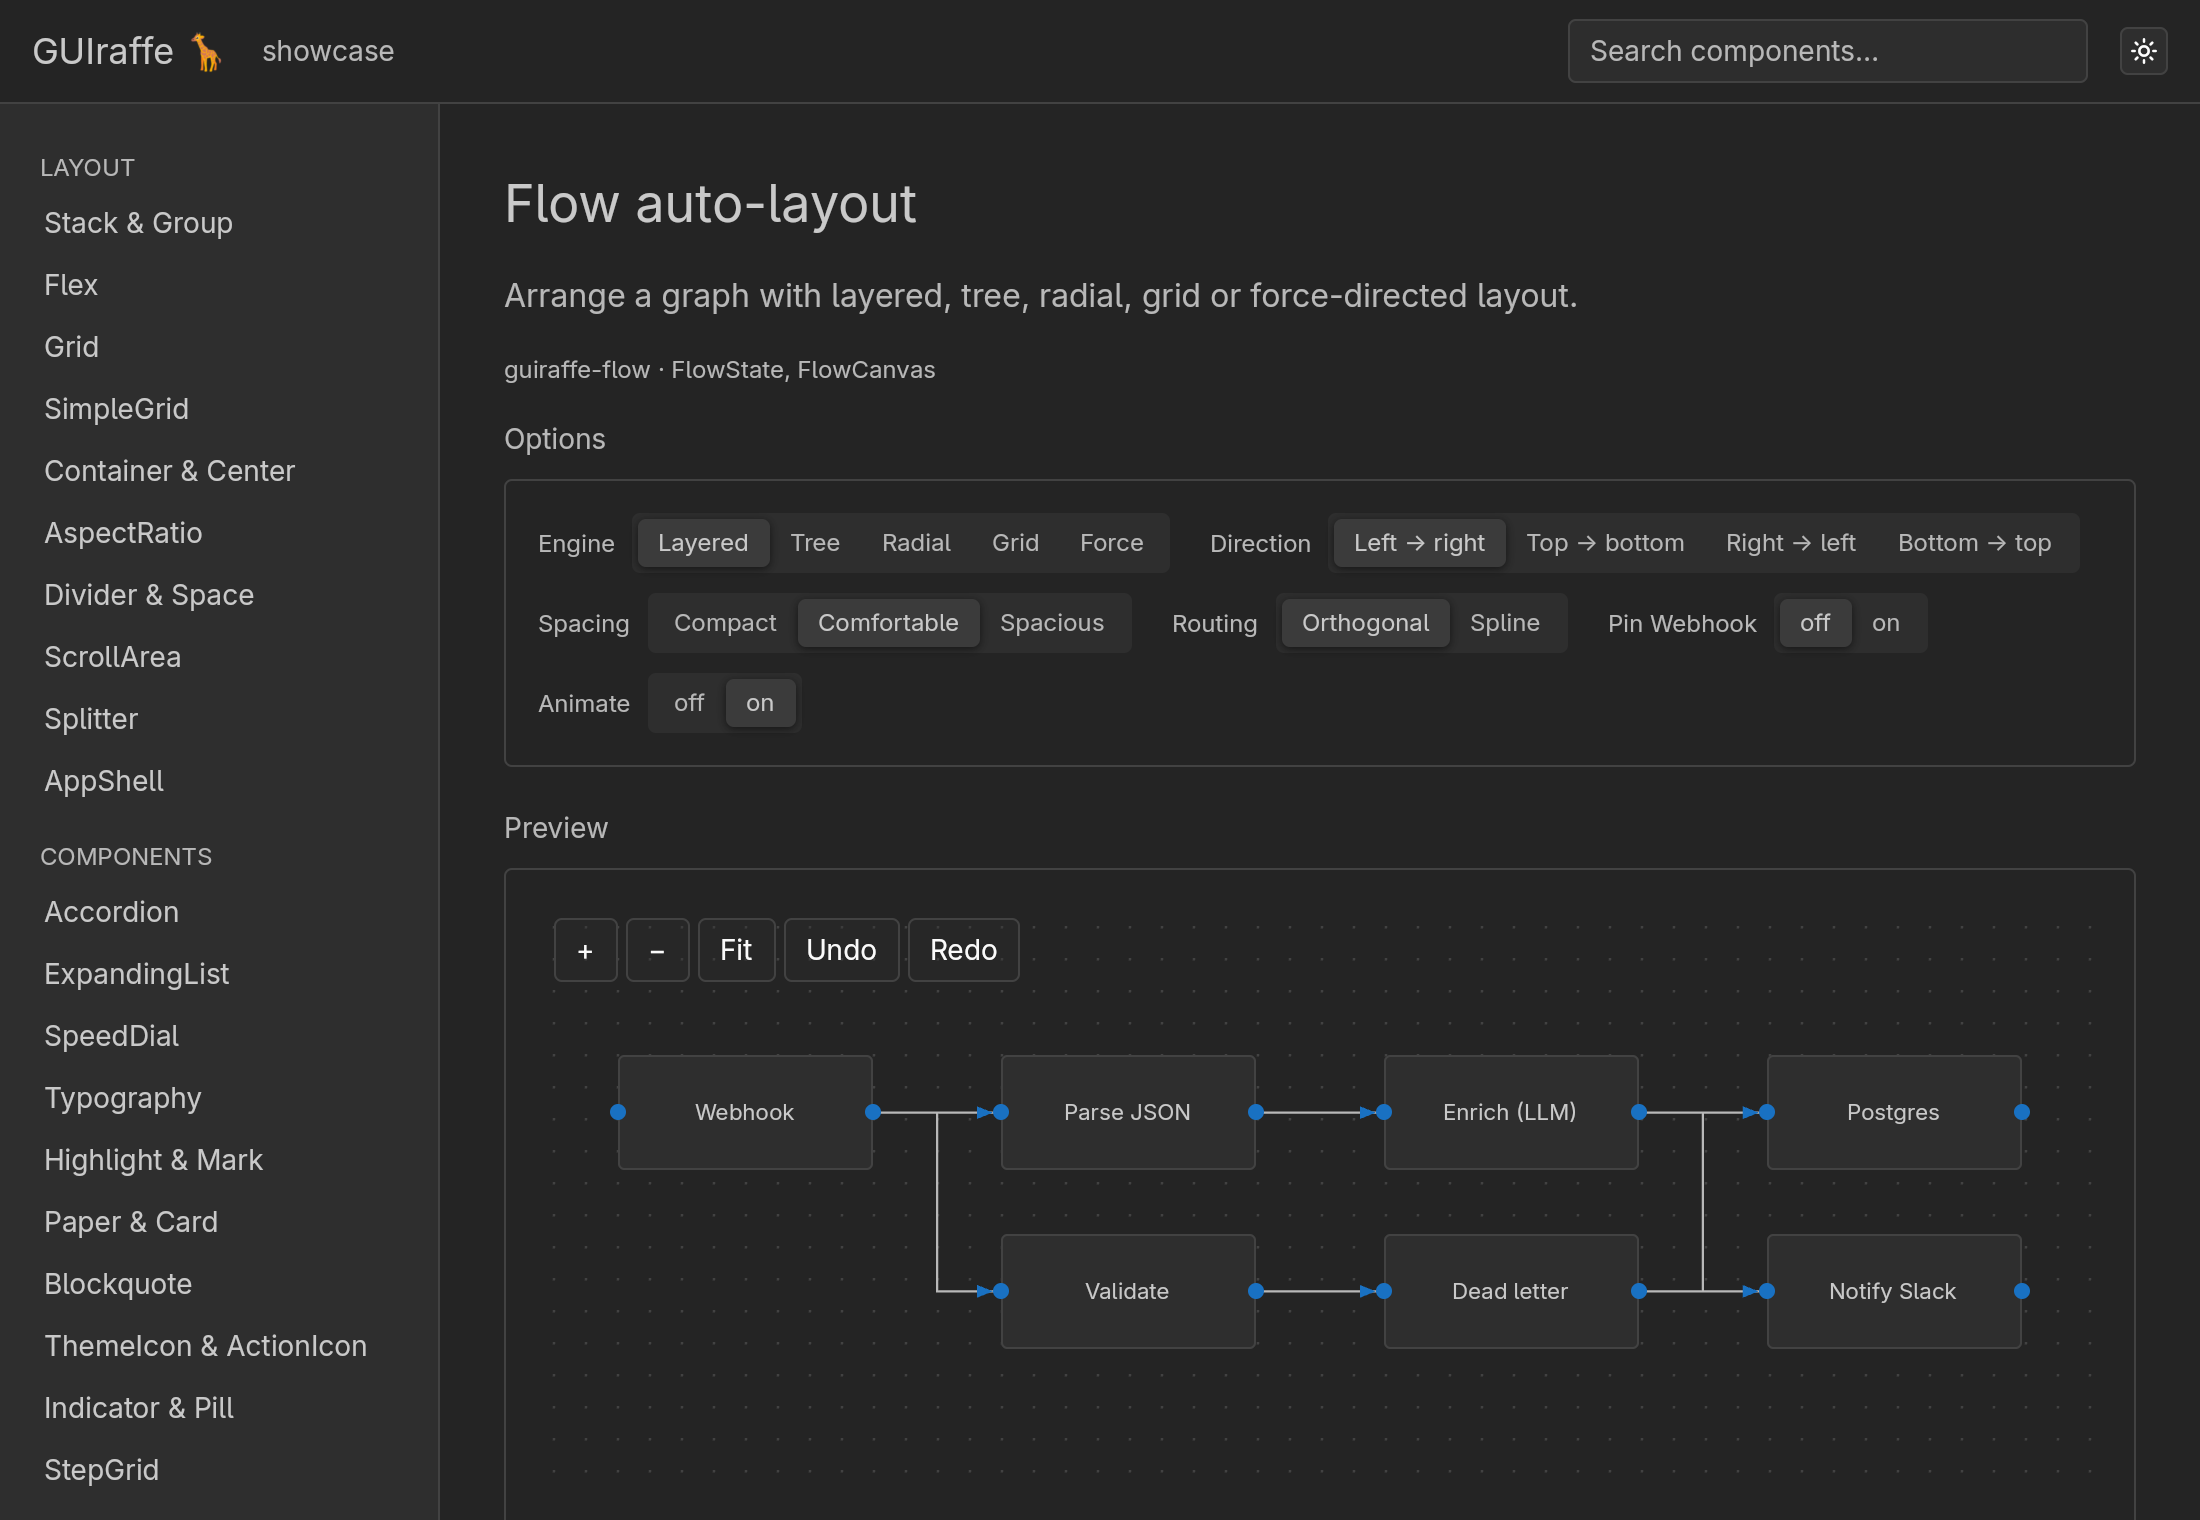 GUIraffe 🦒 showcase
Search components...
LAYOUT
Stack & Group
Flex
Grid
SimpleGrid
Container & Center
AspectRatio
Divider & Space
ScrollArea
Splitter
AppShell
COMPONENTS
Accordion
ExpandingList
SpeedDial
Typography
Highlight & Mark
Paper & Card
Blockquote
ThemeIcon & ActionIcon
Indicator & Pill
StepGrid
Flow auto-layout
Arrange a graph with layered, tree, radial, grid or force-directed layout.
guiraffe-flow · FlowState, FlowCanvas
Options
Engine Layered Tree Radial Grid Force Direction Left → right Top → bottom Right → left Bottom → top
Spacing Compact Comfortable Spacious Routing Orthogonal Spline Pin Webhook off on
Animate off on
Preview
+ − Fit Undo Redo
Webhook Parse JSON Enrich (LLM) Postgres
Validate Dead letter Notify Slack